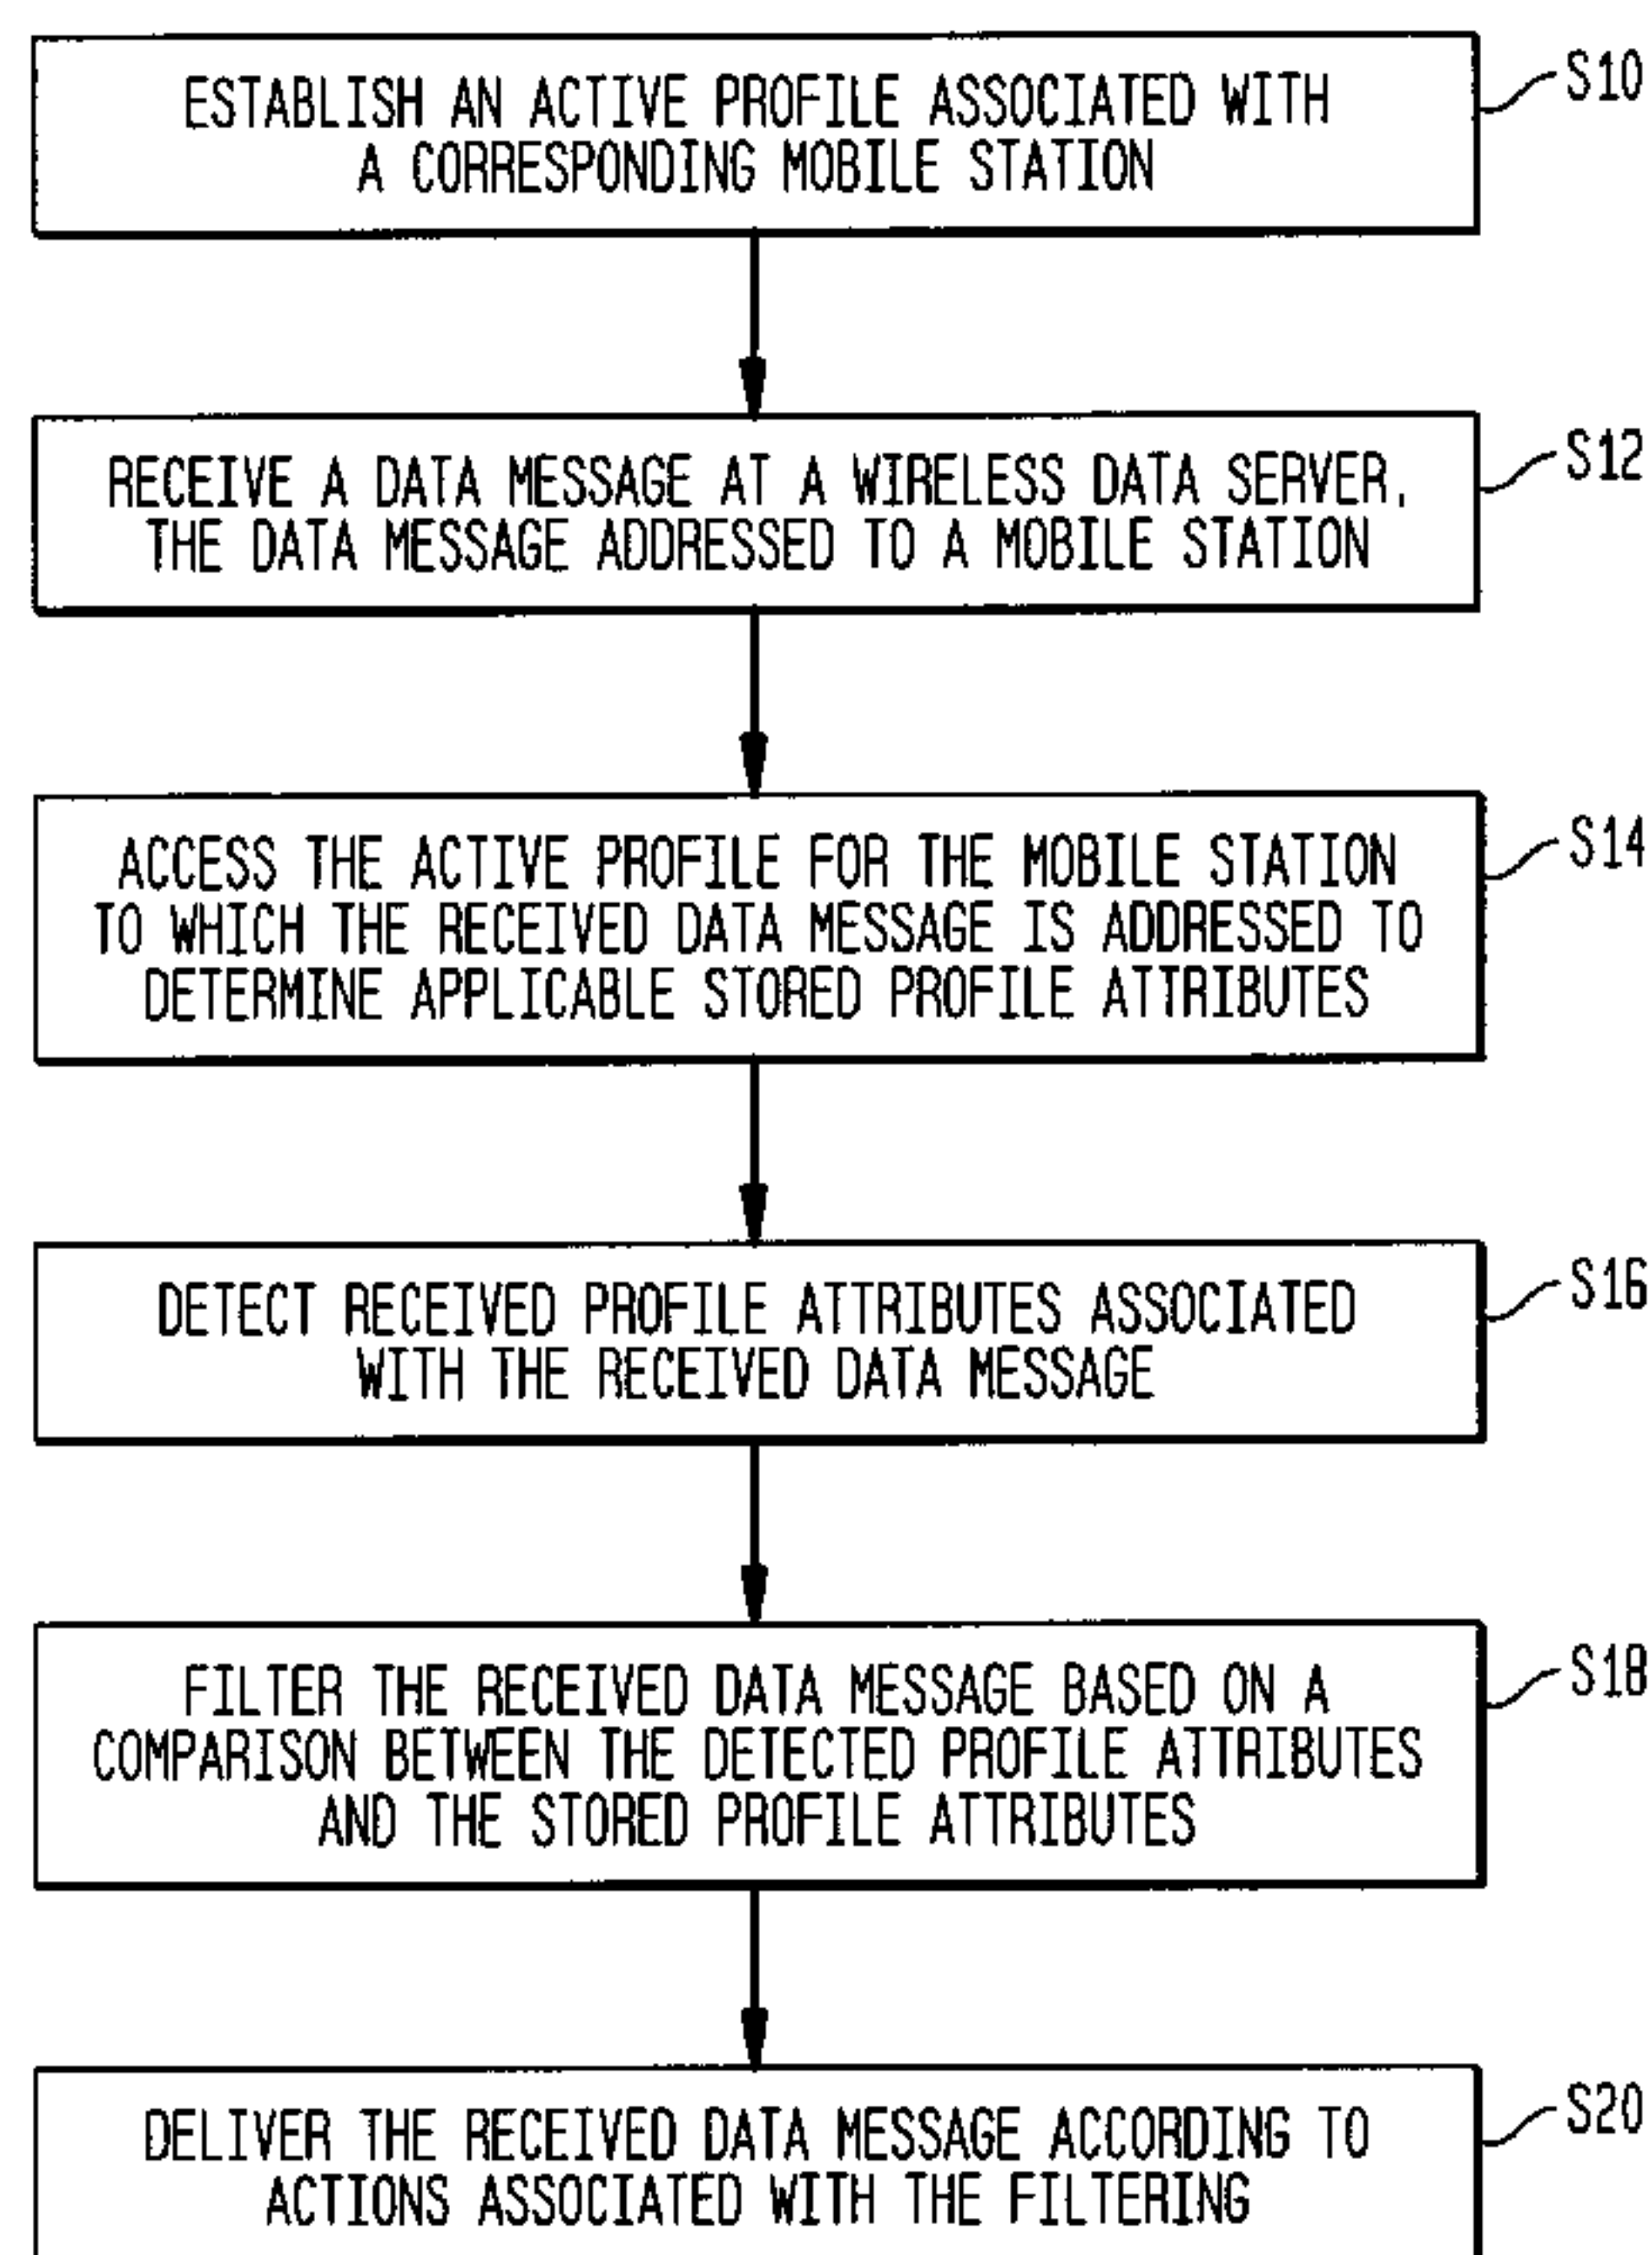 ESTABLISH AN ACTIVE PROFILE ASSOCIATED WITH
A CORRESPONDING MOBILE STATION
S10
RECEIVE A DATA MESSAGE AT A WIRELESS DATA SERVER,
THE DATA MESSAGE ADDRESSED TO A MOBILE STATION
S12
ACCESS THE ACTIVE PROFILE FOR THE MOBILE STATION
TO WHICH THE RECEIVED DATA MESSAGE IS ADDRESSED TO
DETERMINE APPLICABLE STORED PROFILE ATTRIBUTES
S14
DETECT RECEIVED PROFILE ATTRIBUTES ASSOCIATED
WITH THE RECEIVED DATA MESSAGE
S16
FILTER THE RECEIVED DATA MESSAGE BASED ON A
COMPARISON BETWEEN THE DETECTED PROFILE ATTRIBUTES
AND THE STORED PROFILE ATTRIBUTES
S18
DELIVER THE RECEIVED DATA MESSAGE ACCORDING TO
ACTIONS ASSOCIATED WITH THE FILTERING
S20